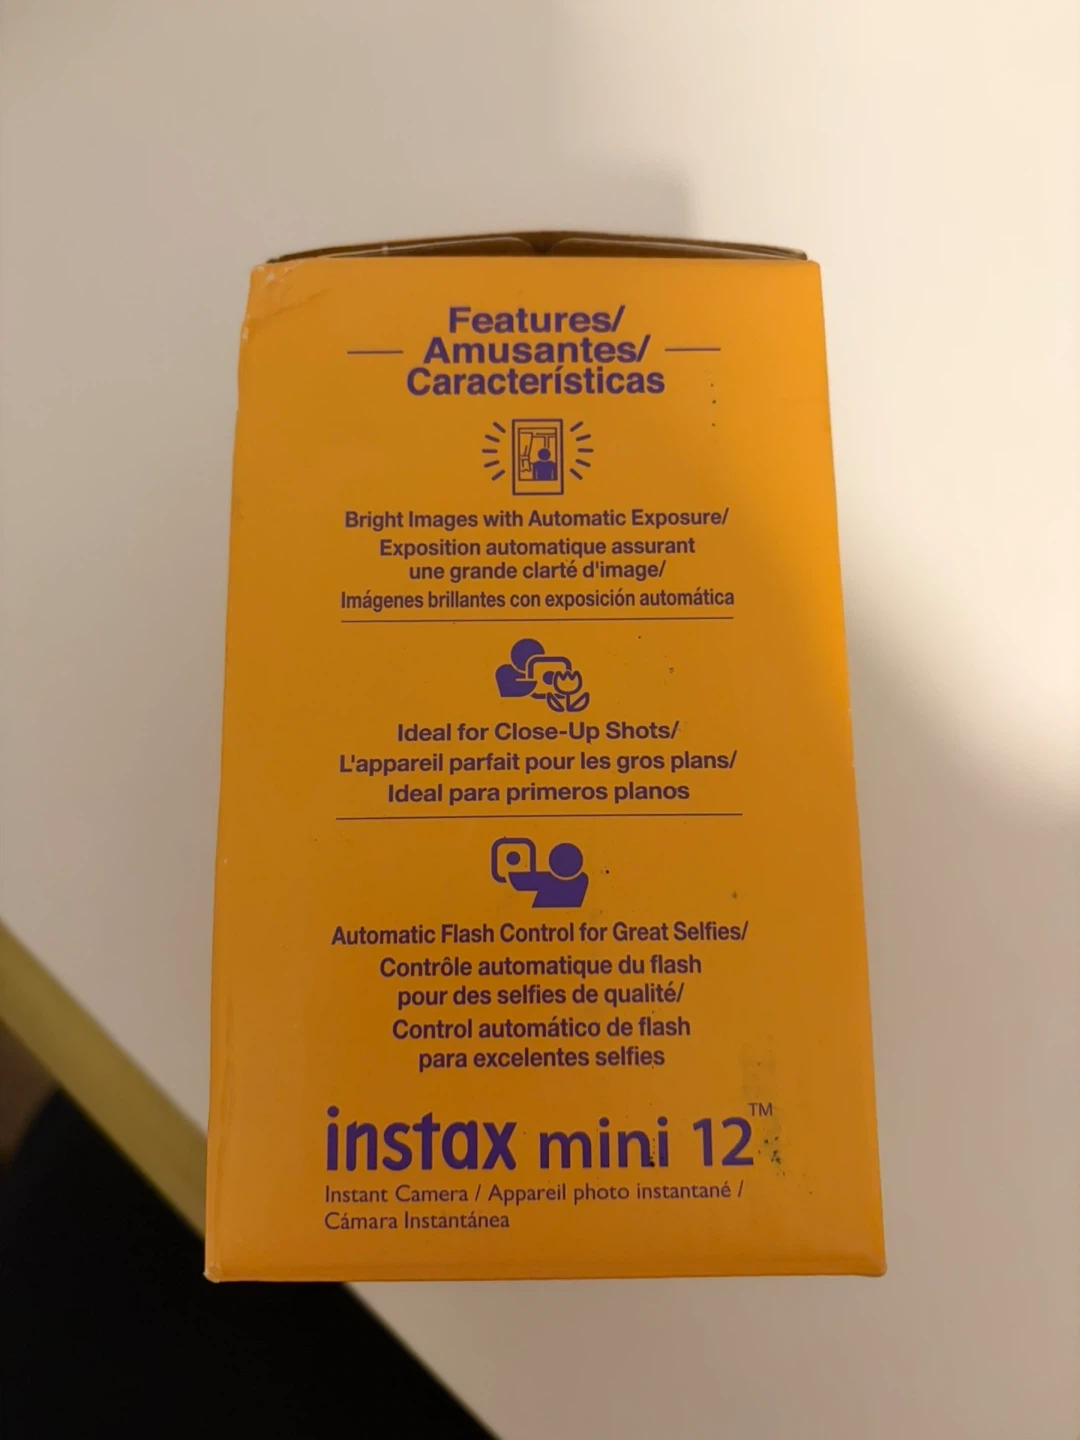 Features/
Amusantes/
Características
Bright Images with Automatic Exposure/
Exposition automatique assurant
une grande clarté d'image/
Imágenes brillantes con exposición automática
Ideal for Close-Up Shots/
L'appareil parfait pour les gros plans/
Ideal para primeros planos
Automatic Flash Control for Great Selfies/
Contrôle automatique du flash
pour des selfies de qualité/
Control automático de flash
para excelentes selfies
instax mini 12™
Instant Camera / Appareil photo instantané /
Cámara Instantánea